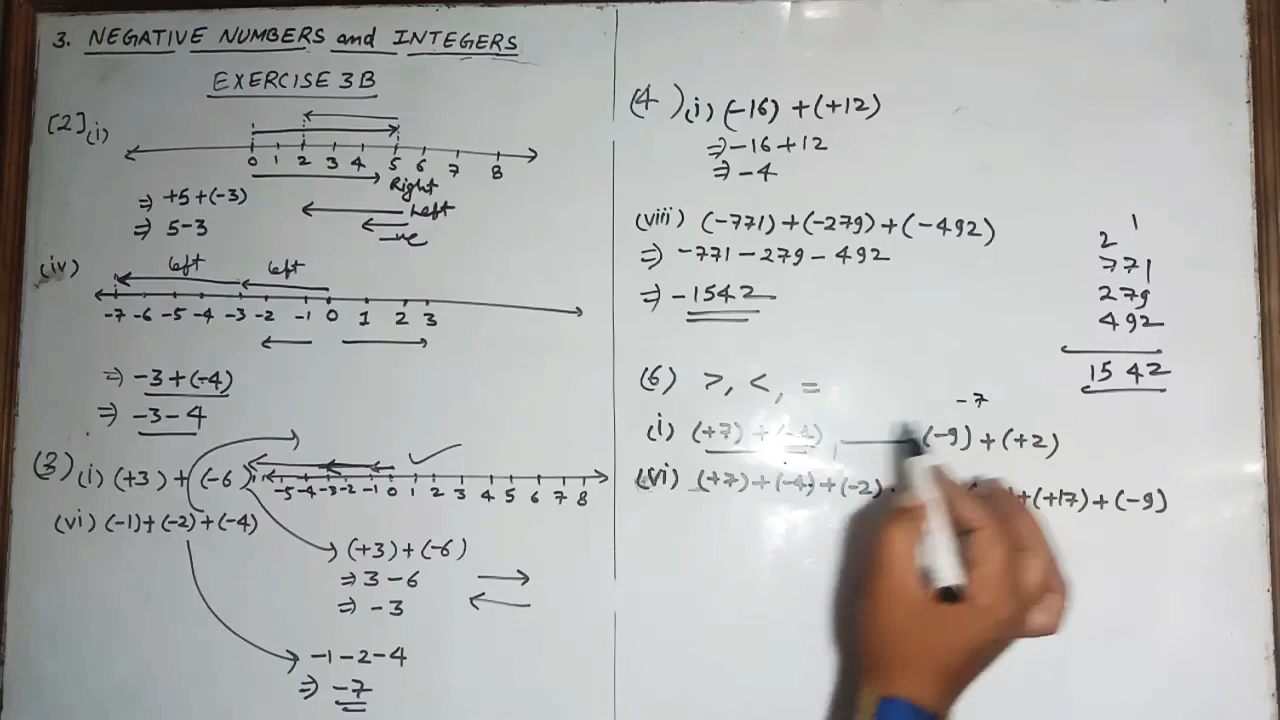 3. NEGATIVE NUMBERS and INTEGERS
EXERCISE 3B
[2](i)
0 1 2 3 4 5 6 7 8
Right
Left
-ve
⇒ +5+(-3)
⇒ 5-3
(iv)
left left
-7 -6 -5 -4 -3 -2 -1 0 1 2 3
⇒ -3+(-4)
⇒ -3-4
(3)(i) (+3) + (-6)
-5 -4 -3 -2 -1 0 1 2 3 4 5 6 7 8
(vi) (-1)+(-2)+(-4)
(+3)+(-6)
⇒ 3-6
⇒ -3
-1-2-4
⇒ -7
(4)(i) (-16)+(+12)
⇒ -16+12
⇒ -4
(viii) (-771)+(-279)+(-492)
⇒ -771-279-492
⇒ -1542
2 1
771
279
492
1542
(6) >, <, =
-7
(i) (+7)+(-4), (-9)+(+2)
(vi) (+7)+(-4)+(-2) +(+17)+(-9)